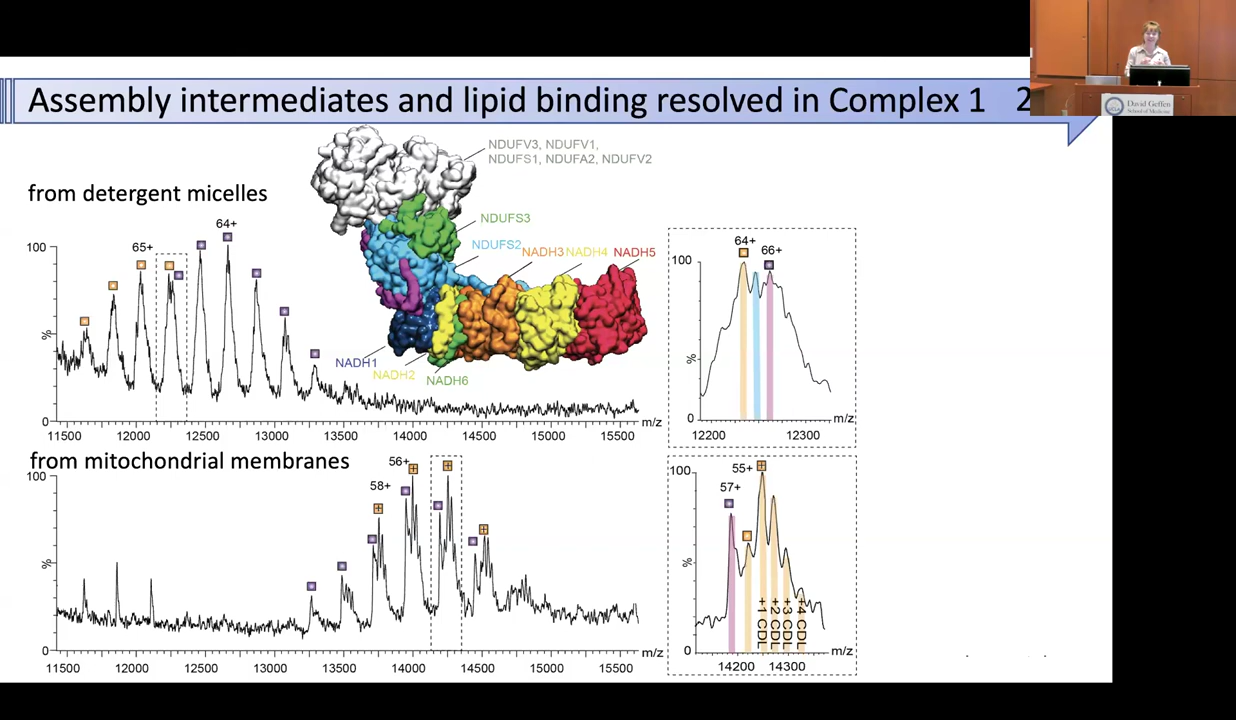 Assembly intermediates and lipid binding resolved in Complex 1 2
David Geffen
School of Medicine
NDUFV3, NDUFV1,
NDUFS1, NDUFA2, NDUFV2
from detergent micelles
NDUFS3
64+
65+
NDUFS2
NADH3
NADH4
NADH5
100
%
0
NADH1
NADH2
NADH6
11500 12000 12500 13000 13500 14000 14500 15000 15500 m/z
64+
66+
100
%
0
12200 12300 m/z
from mitochondrial membranes
56+
58+
100
%
0
11500 12000 12500 13000 13500 14000 14500 15000 15500 m/z
55+
57+
100
%
0
+1 CDL
+2 CDL
+3 CDL
+4 CDL
14200 14300 m/z